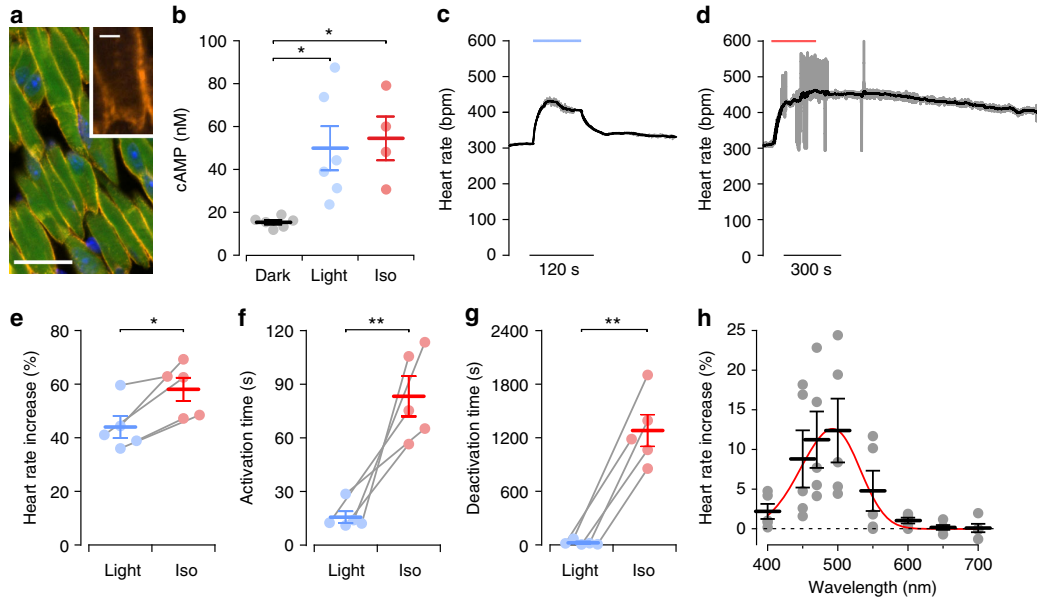 a
b
cAMP (nM)
100
80
60
40
20
0
*
*
Dark
Light
Iso
c
Heart rate (bpm)
600
500
400
300
200
100
0
120 s
d
Heart rate (bpm)
600
500
400
300
200
100
0
300 s
e
Heart rate increase (%)
80
60
40
20
0
*
Light
Iso
f
Activation time (s)
120
90
60
30
0
**
Light
Iso
g
Deactivation time (s)
2400
1800
1200
600
0
**
Light
Iso
h
Heart rate increase (%)
25
20
15
10
5
0
400
500
600
700
Wavelength (nm)